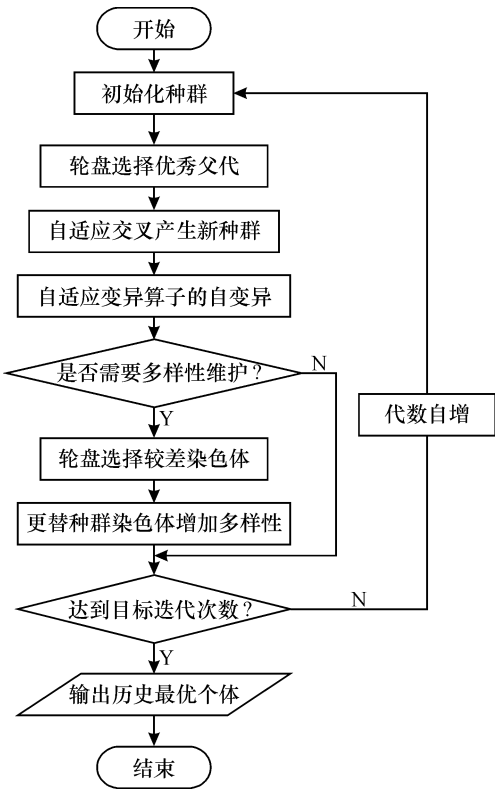 开始
初始化种群
轮盘选择优秀父代
自适应交叉产生新种群
自适应变异算子的自变异
是否需要多样性维护?
N
Y
代数自增
轮盘选择较差染色体
更替种群染色体增加多样性
达到目标迭代次数?
N
Y
输出历史最优个体
结束